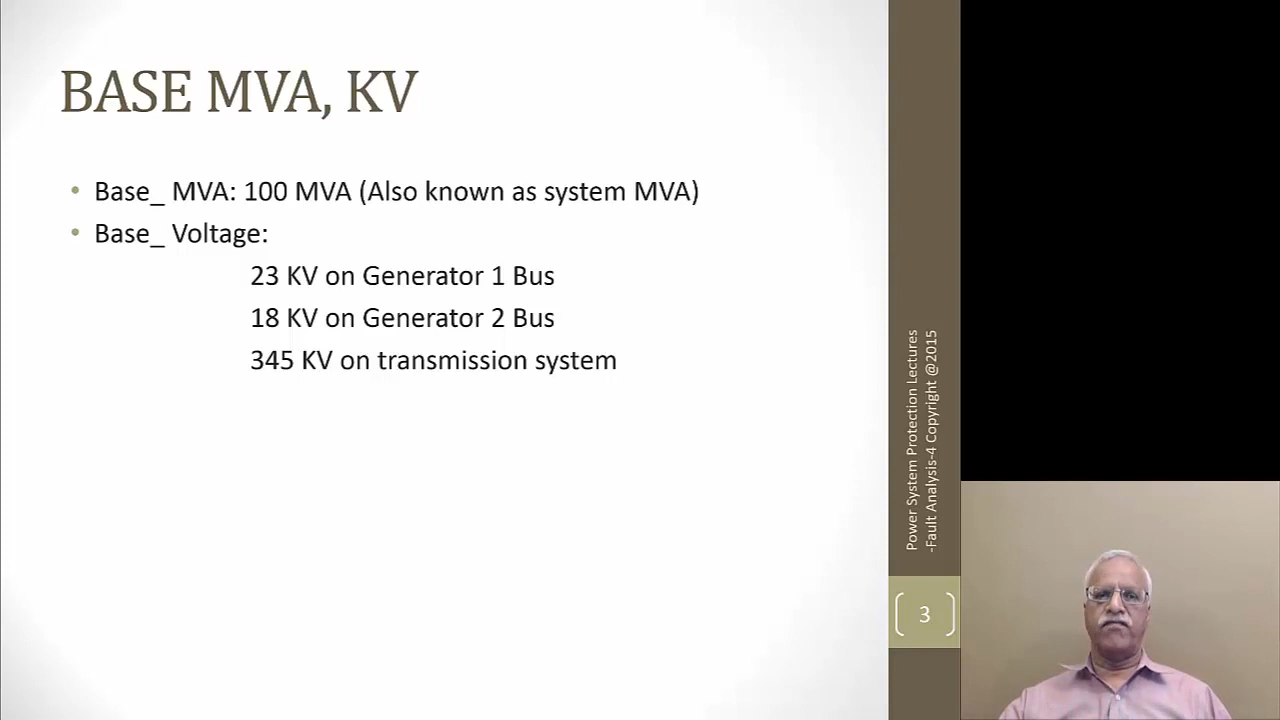 BASE MVA, KV
• Base_ MVA: 100 MVA (Also known as system MVA)
• Base_ Voltage:
23 KV on Generator 1 Bus
18 KV on Generator 2 Bus
345 KV on transmission system
Power System Protection Lectures
-Fault Analysis-4 Copyright @2015
3